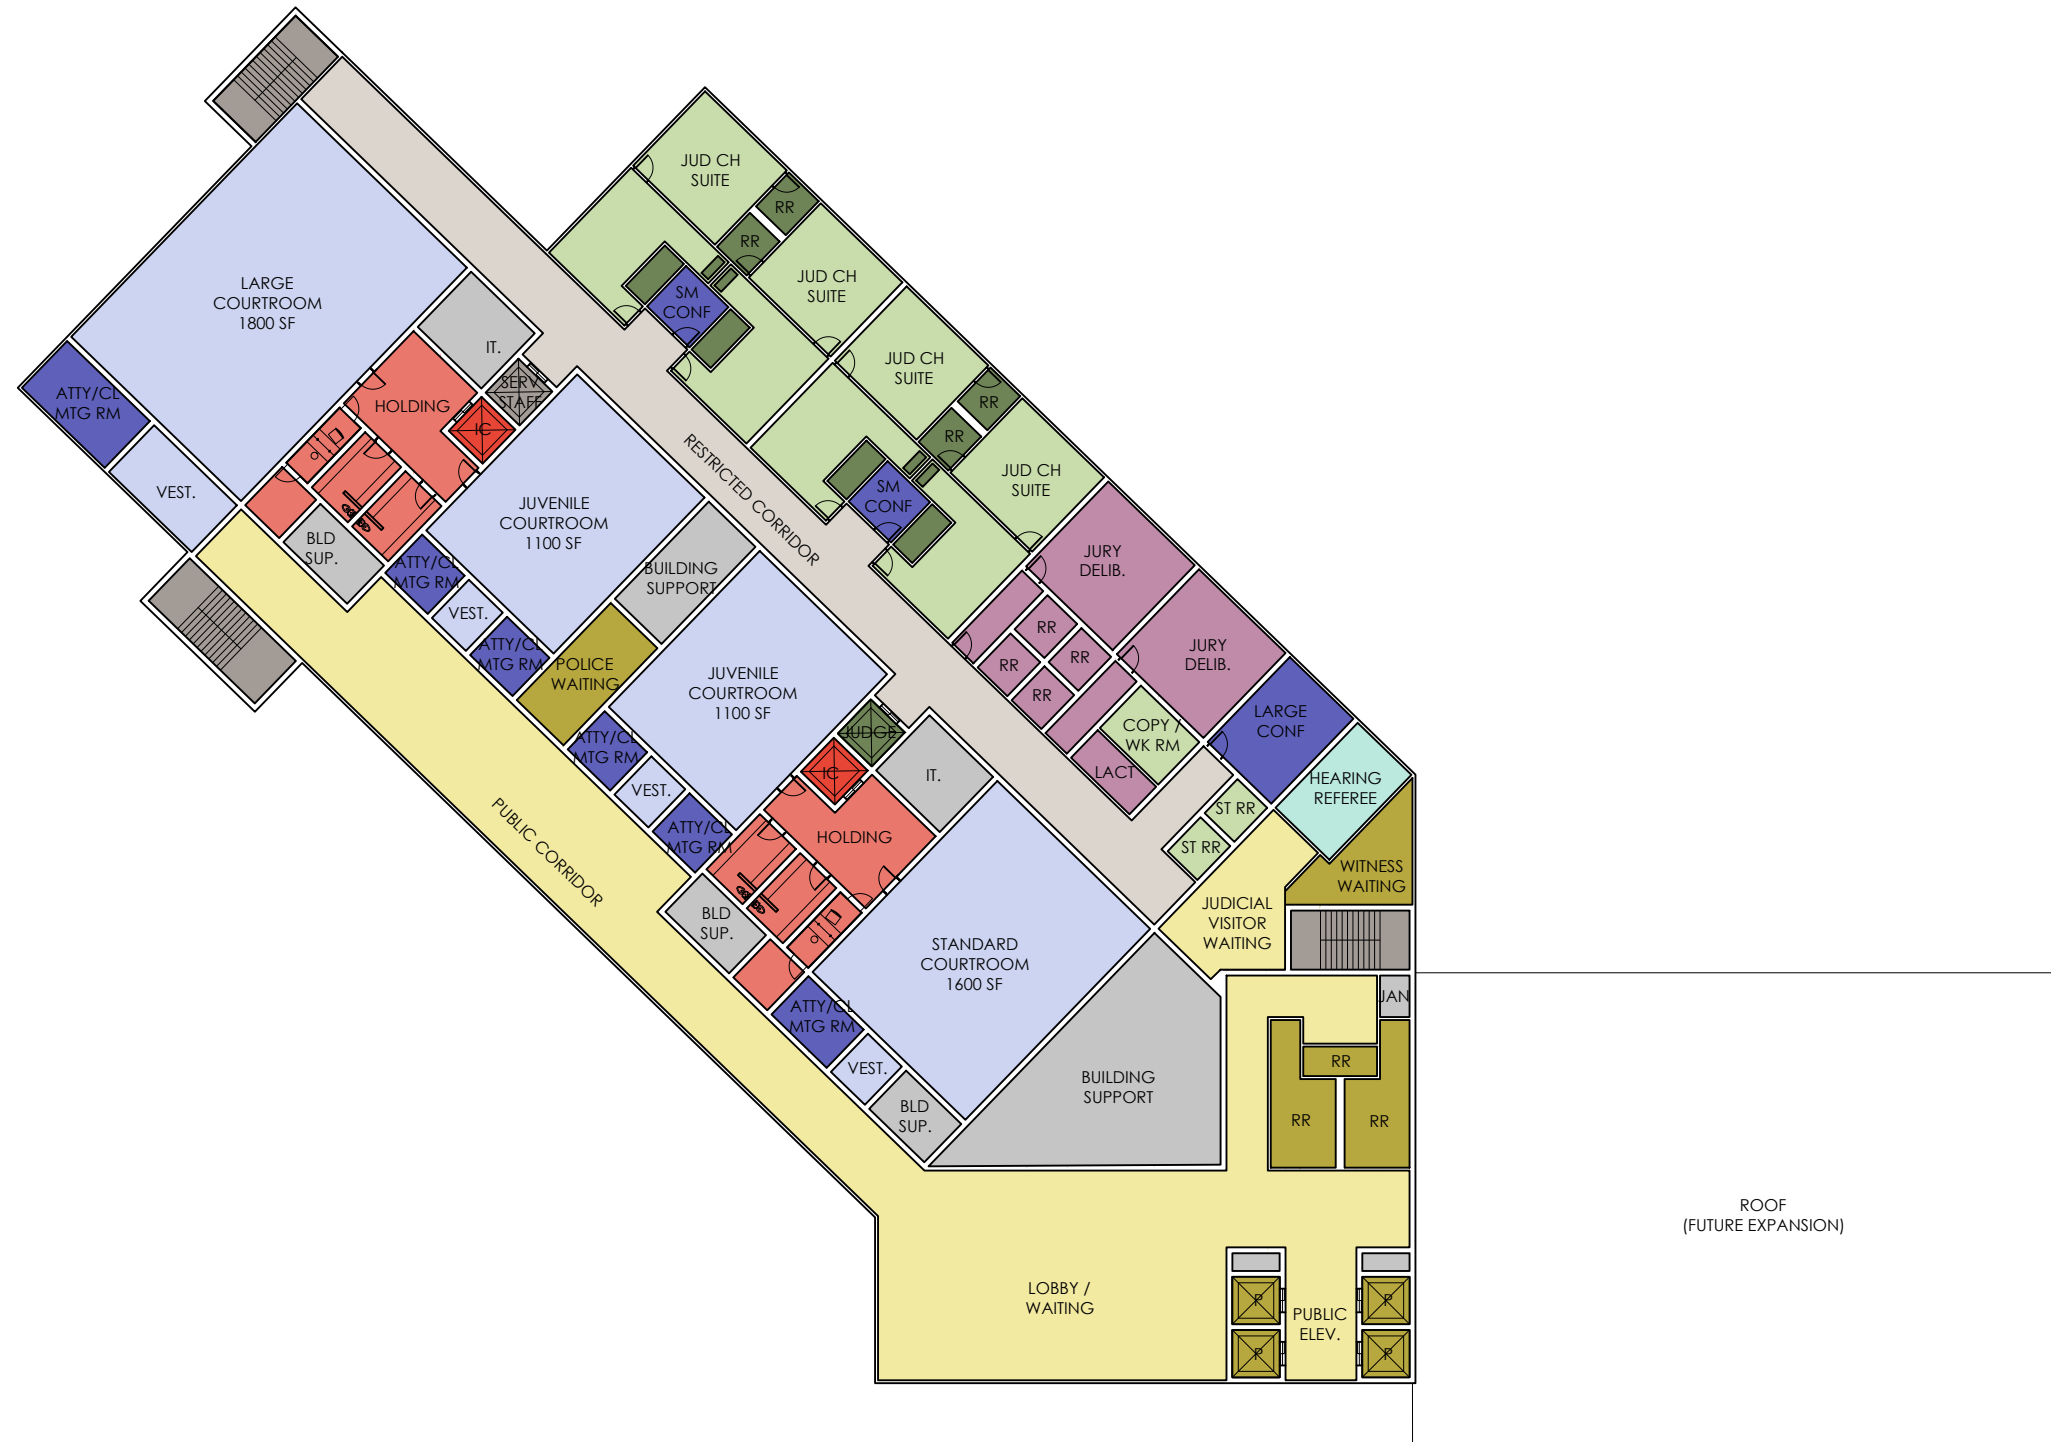 JUD CH
SUITE
RR
RR
JUD CH
SUITE
SM
CONF
JUD CH
SUITE
RR
RR
JUD CH
SUITE
SM
CONF
LARGE
COURTROOM
1800 SF
IT.
SERV
STAFF
ATTY/CL
MTG RM
HOLDING
IC
VEST.
BLD
SUP.
JUVENILE
COURTROOM
1100 SF
RESTRICTED CORRIDOR
ATTY/CL
MTG RM
VEST.
ATTY/CL
MTG RM
BUILDING
SUPPORT
POLICE
WAITING
JUVENILE
COURTROOM
1100 SF
JURY
DELIB.
RR
RR
RR
RR
JURY
DELIB.
COPY /
WK RM
LACT
LARGE
CONF
HEARING
REFEREE
ST RR
ST RR
WITNESS
WAITING
JUDICIAL
VISITOR
WAITING
ATTY/CL
MTG RM
VEST.
ATTY/CL
MTG RM
JUDGE
IC
IT.
HOLDING
PUBLIC CORRIDOR
BLD
SUP.
STANDARD
COURTROOM
1600 SF
ATTY/CL
MTG RM
VEST.
BLD
SUP.
BUILDING
SUPPORT
JAN
RR
RR
RR
LOBBY /
WAITING
P
P
PUBLIC
ELEV.
P
P
ROOF
(FUTURE EXPANSION)